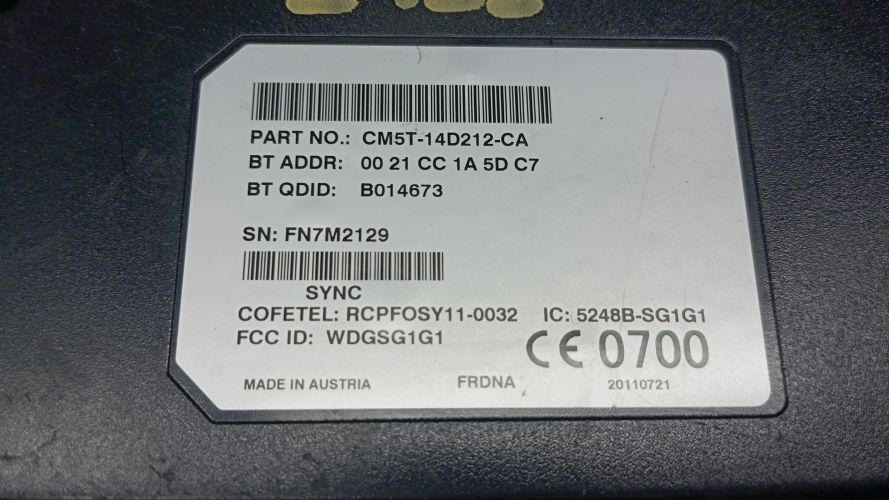 PART NO.: CM5T-14D212-CA
BT ADDR: 00 21 CC 1A 5D C7
BT QDID: B014673
SN: FN7M2129
SYNC
COFETEL: RCPFOSY11-0032 IC: 5248B-SG1G1
FCC ID: WDGSG1G1
CE 0700
MADE IN AUSTRIA FRDNA 20110721